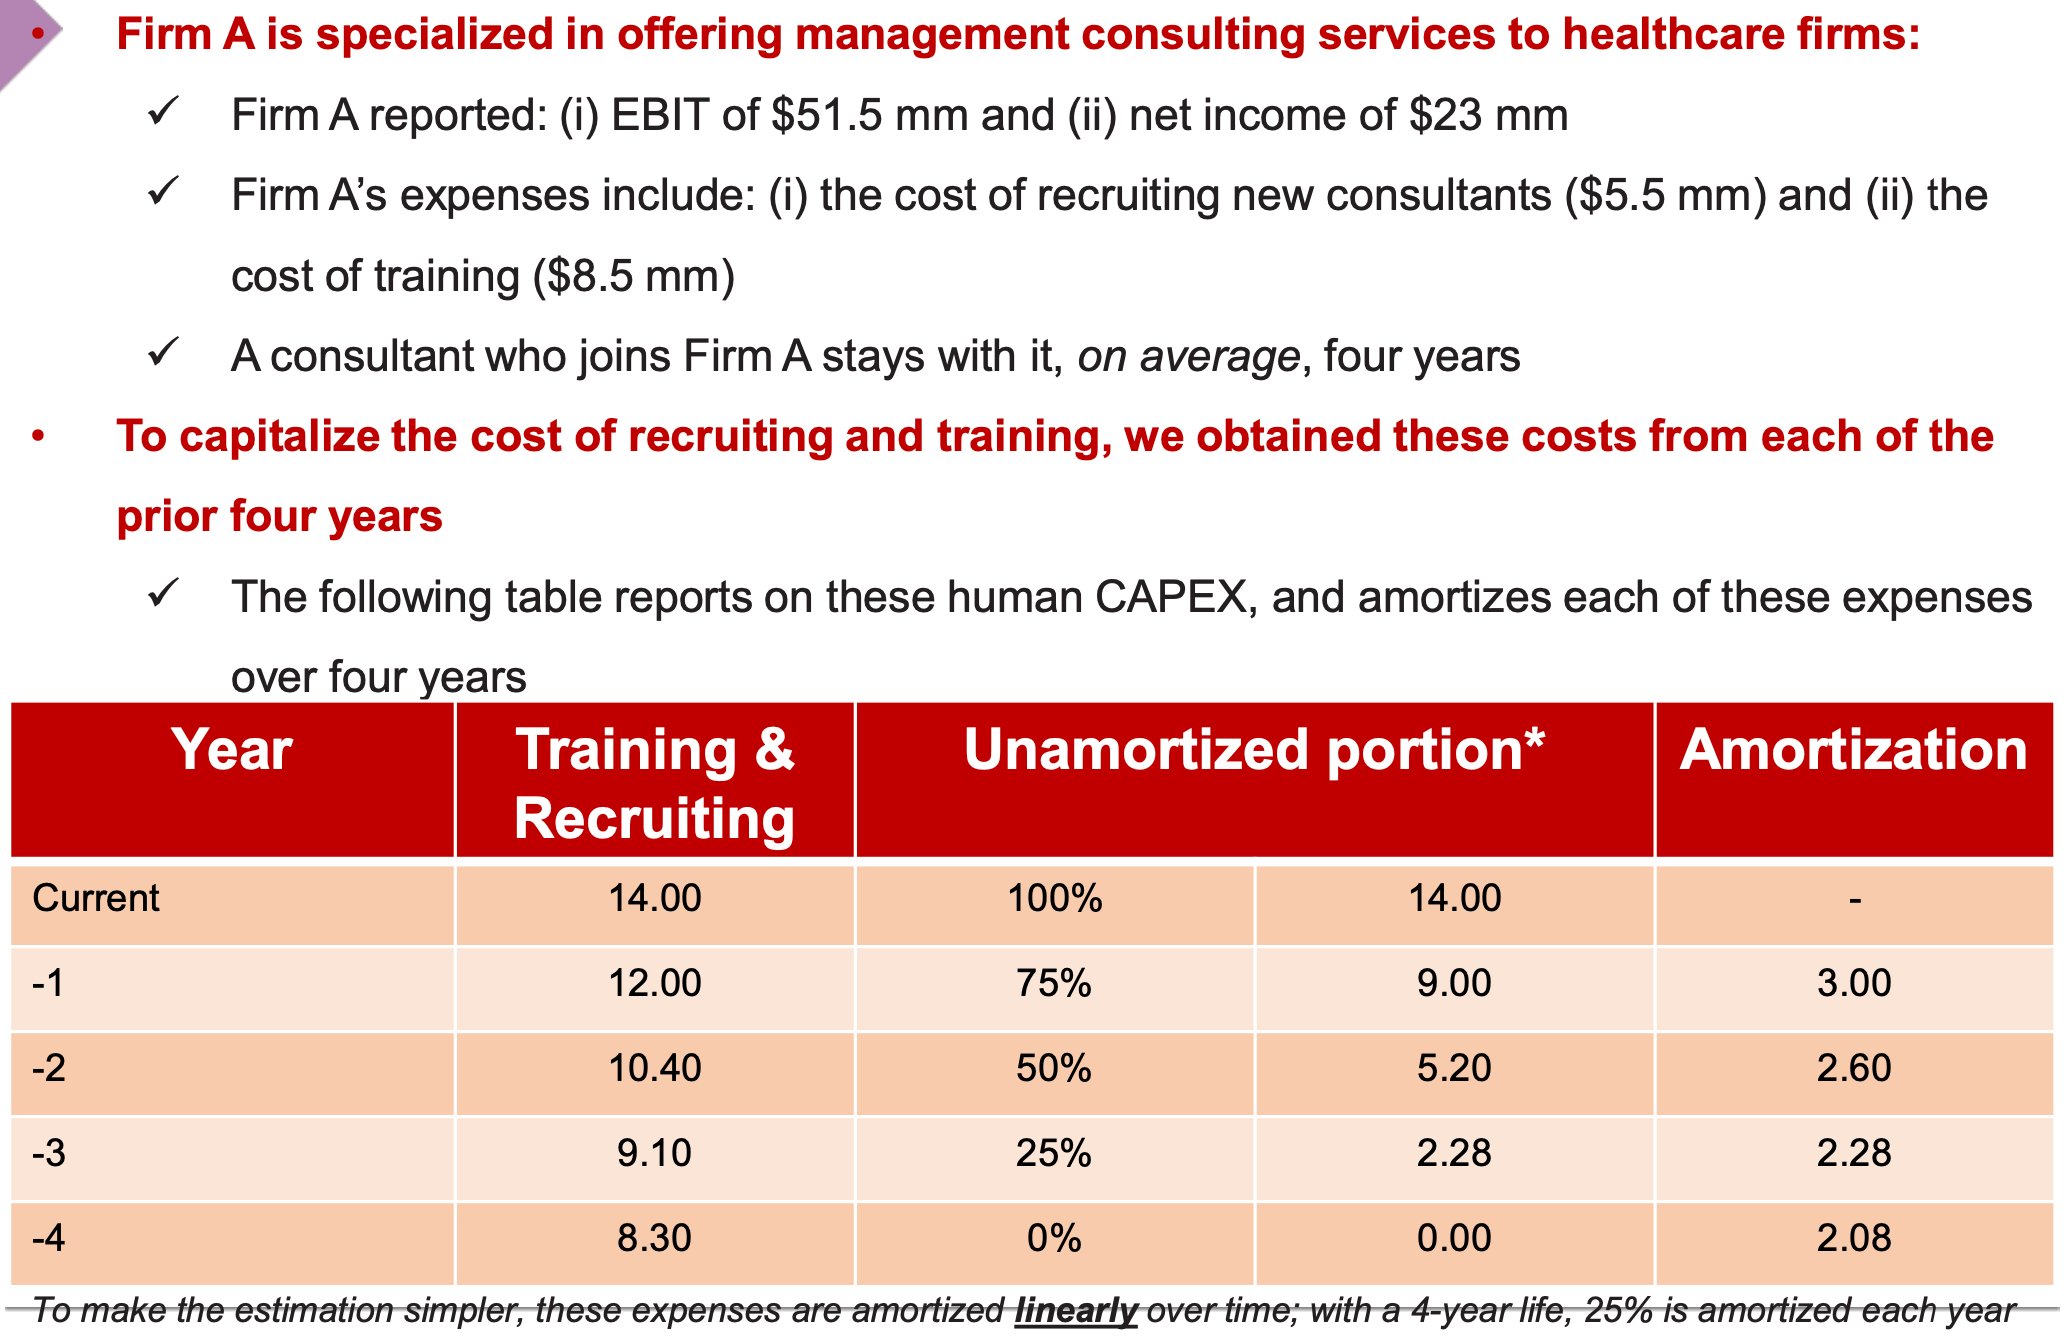 • Firm A is specialized in offering management consulting services to healthcare firms:
✓ Firm A reported: (i) EBIT of $51.5 mm and (ii) net income of $23 mm
✓ Firm A’s expenses include: (i) the cost of recruiting new consultants ($5.5 mm) and (ii) the
cost of training ($8.5 mm)
✓ A consultant who joins Firm A stays with it, on average, four years
• To capitalize the cost of recruiting and training, we obtained these costs from each of the
prior four years
✓ The following table reports on these human CAPEX, and amortizes each of these expenses
over four years
Year Training & Unamortized portion* Amortization
Recruiting
Current 14.00 100% 14.00 -
-1 12.00 75% 9.00 3.00
-2 10.40 50% 5.20 2.60
-3 9.10 25% 2.28 2.28
-4 8.30 0% 0.00 2.08
To make the estimation simpler, these expenses are amortized linearly over time; with a 4-year life, 25% is amortized each year